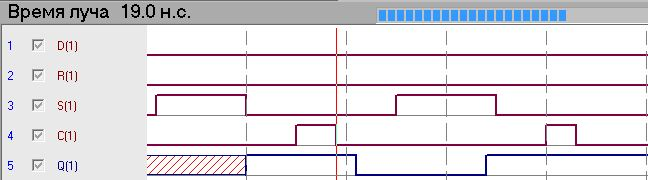 Время луча 19.0 н.с.
1 D(1)
2 R(1)
3 S(1)
4 C(1)
5 Q(1)